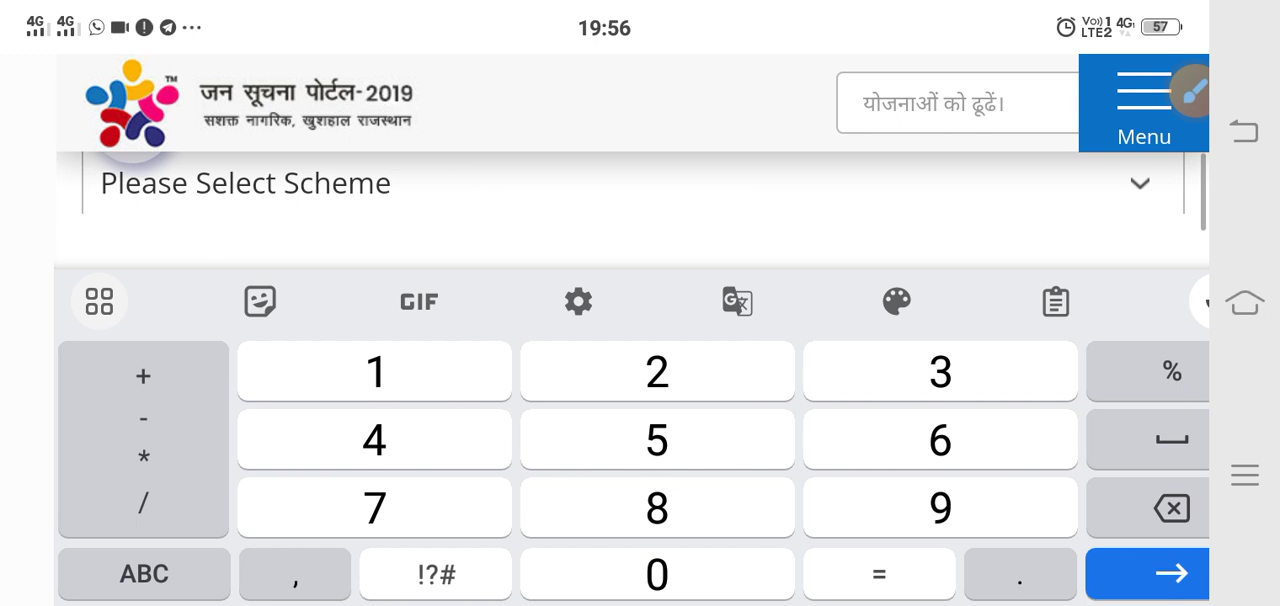 4G 4G 19:56 Vo)) 1 4G 57
LTE2
TM
जन सूचना पोर्टल-2019
सशक्त नागरिक, खुशहाल राजस्थान
योजनाओं को ढूढें।
Menu
Please Select Scheme
GIF
+ 1 2 3 %
-
* 4 5 6
/ 7 8 9
ABC , !?# 0 = .